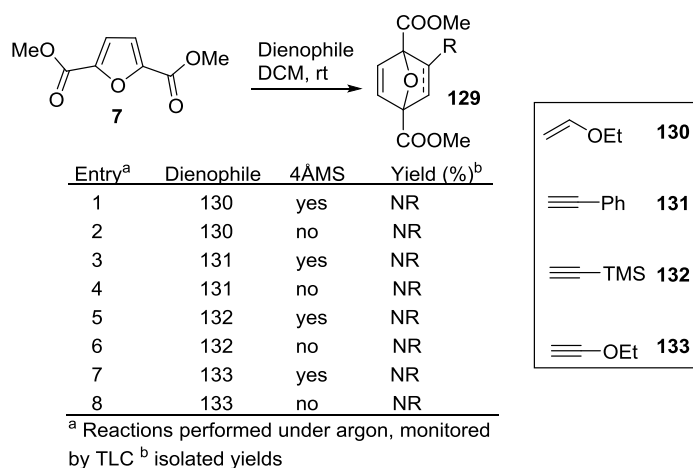 MeO
O
O
O
OMe
7
Dienophile
DCM, rt
COOMe
R
O
129
COOMe
Entrya Dienophile 4ÅMS Yield (%)b
1 130 yes NR
2 130 no NR
3 131 yes NR
4 131 no NR
5 132 yes NR
6 132 no NR
7 133 yes NR
8 133 no NR
a Reactions performed under argon, monitored
by TLC b isolated yields
OEt 130
Ph 131
TMS 132
OEt 133